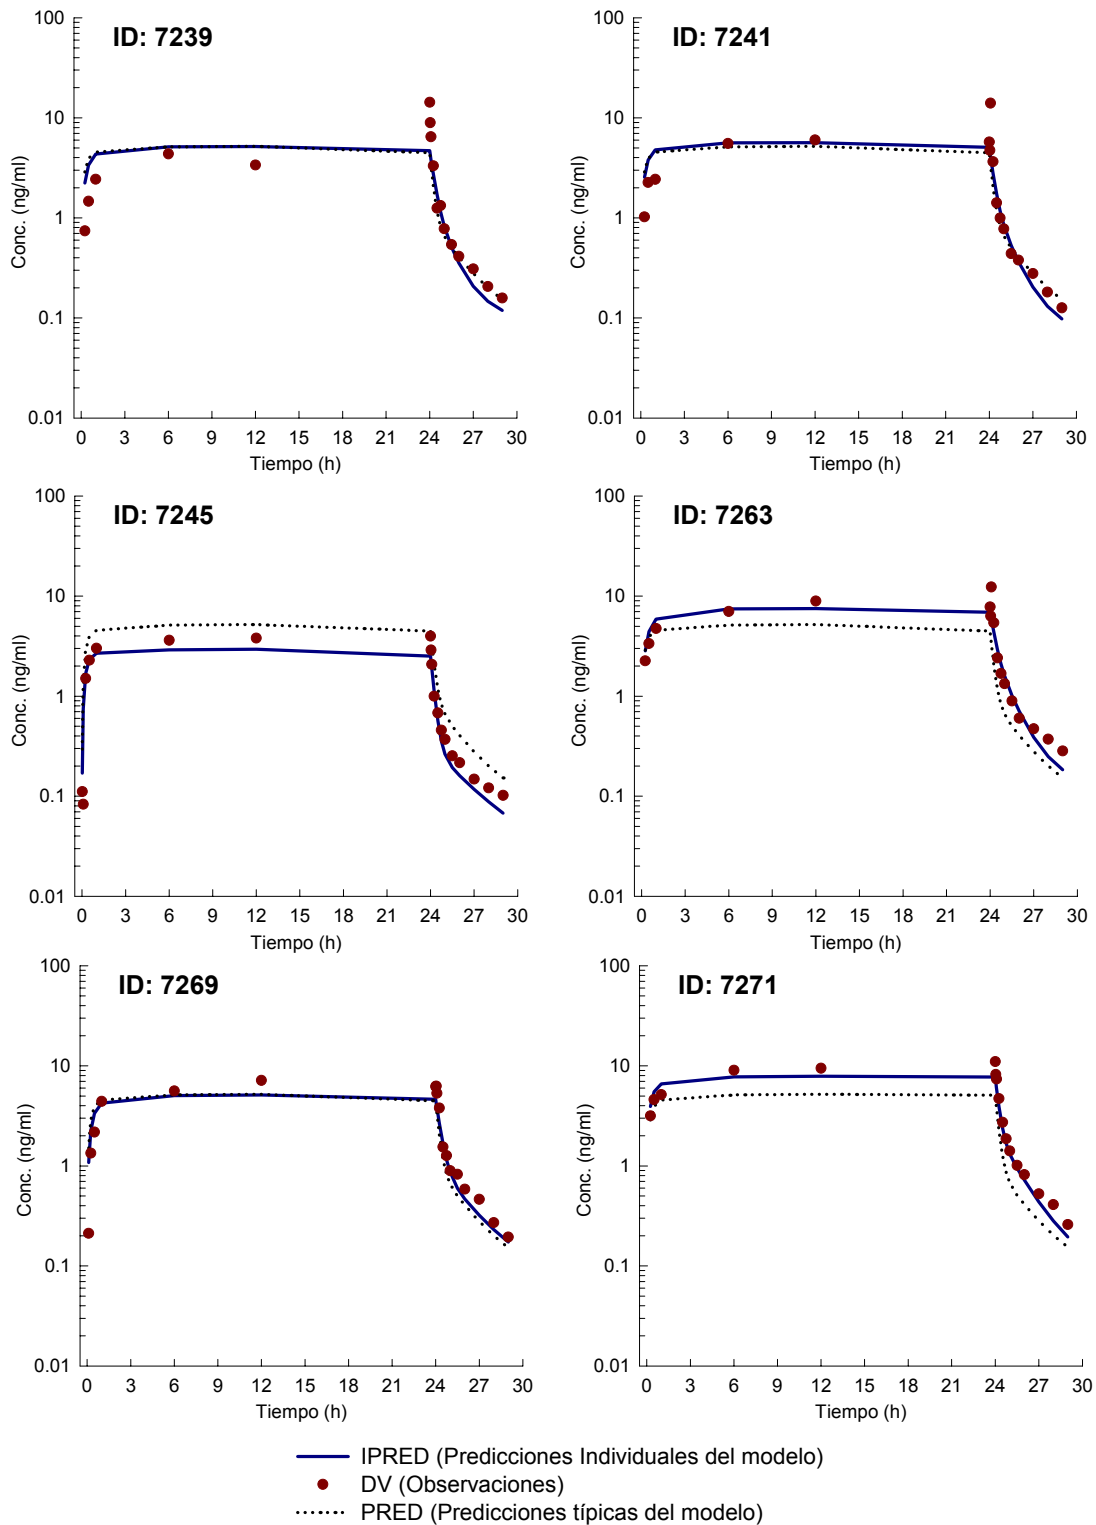 ID: 7239
100
10
1
0.1
0.01
Conc. (ng/ml)
0 3 6 9 12 15 18 21 24 27 30
Tiempo (h)
ID: 7241
100
10
1
0.1
0.01
Conc. (ng/ml)
0 3 6 9 12 15 18 21 24 27 30
Tiempo (h)
ID: 7245
100
10
1
0.1
0.01
Conc. (ng/ml)
0 3 6 9 12 15 18 21 24 27 30
Tiempo (h)
ID: 7263
100
10
1
0.1
0.01
Conc. (ng/ml)
0 3 6 9 12 15 18 21 24 27 30
Tiempo (h)
ID: 7269
100
10
1
0.1
0.01
Conc. (ng/ml)
0 3 6 9 12 15 18 21 24 27 30
Tiempo (h)
ID: 7271
100
10
1
0.1
0.01
Conc. (ng/ml)
0 3 6 9 12 15 18 21 24 27 30
Tiempo (h)
IPRED (Predicciones Individuales del modelo)
DV (Observaciones)
PRED (Predicciones típicas del modelo)